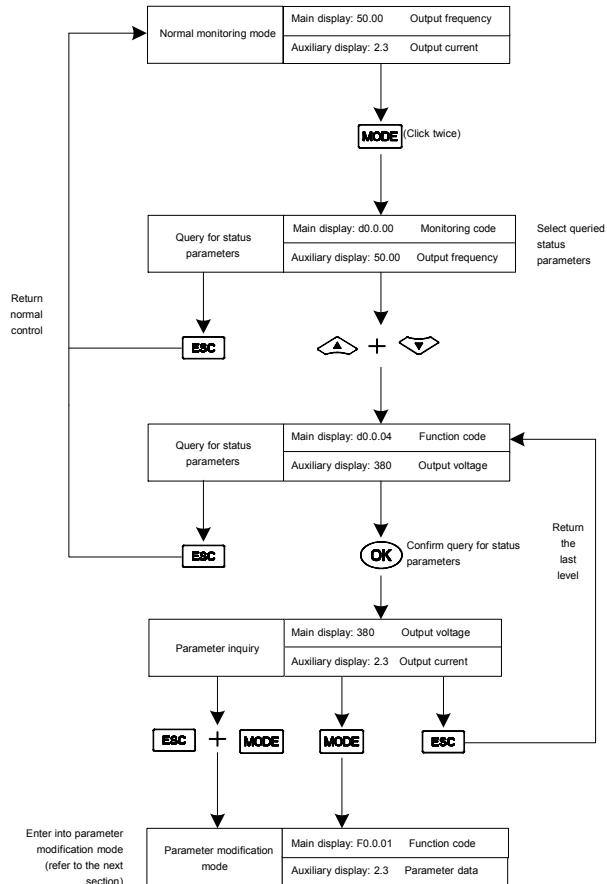 Normal monitoring mode
Main display: 50.00 Output frequency
Auxiliary display: 2.3 Output current
MODE (Click twice)
Query for status
parameters
Main display: d0.0.00 Monitoring code
Auxiliary display: 50.00 Output frequency
Select queried
status
parameters
Return
normal
control
ESC
+
Query for status
parameters
Main display: d0.0.04 Function code
Auxiliary display: 380 Output voltage
ESC
OK
Confirm query for status
parameters
Return
the
last
level
Parameter inquiry
Main display: 380 Output voltage
Auxiliary display: 2.3 Output current
ESC + MODE
MODE
ESC
Enter into parameter
modification mode
(refer to the next
section)
Parameter modification
mode
Main display: F0.0.01 Function code
Auxiliary display: 2.3 Parameter data